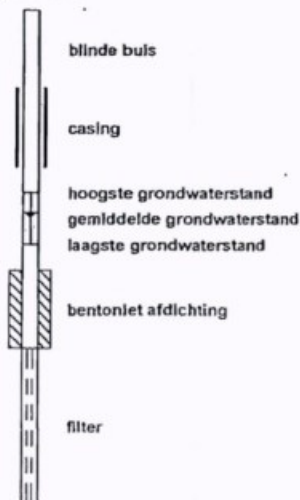 blinde buis
casing
hoogste grondwaterstand
gemiddelde grondwaterstand
laagste grondwaterstand
bentoniet afdichting
filter